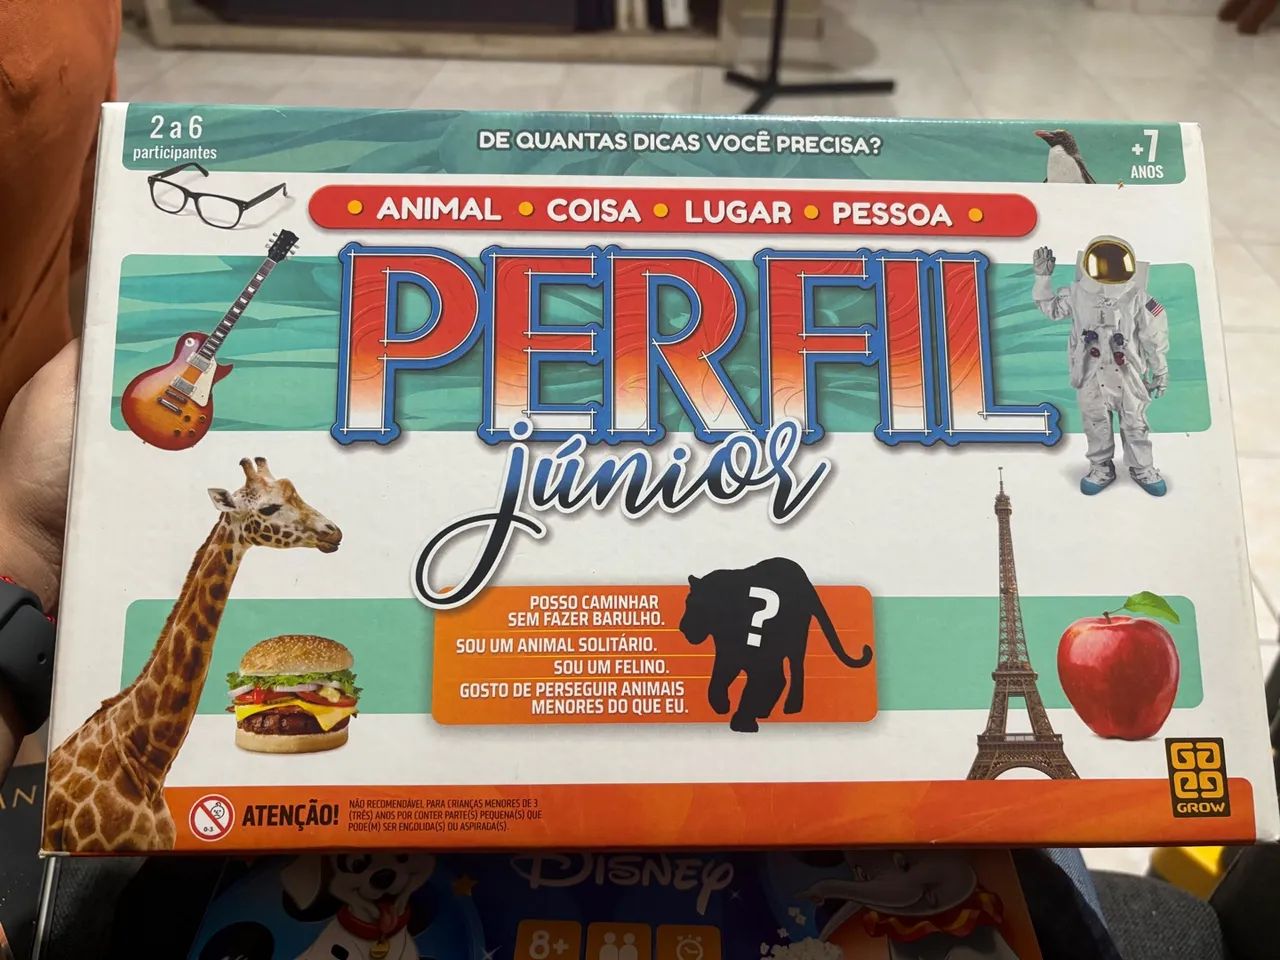 2 a 6
participantes
DE QUANTAS DICAS VOCÊ PRECISA?
+7
ANOS
ANIMAL • COISA • LUGAR • PESSOA
PERFIL
júnior
POSSO CAMINHAR
SEM FAZER BARULHO.
SOU UM ANIMAL SOLITÁRIO.
SOU UM FELINO.
GOSTO DE PERSEGUIR ANIMAIS
MENORES DO QUE EU.
?
GROW
0-3
ATENÇÃO!
NÃO RECOMENDÁVEL PARA CRIANÇAS MENORES DE 3
(TRÊS) ANOS POR CONTER PARTE(S) PEQUENA(S) QUE
PODE(M) SER ENGOLIDA(S) OU ASPIRADA(S).
DISNEY
8+